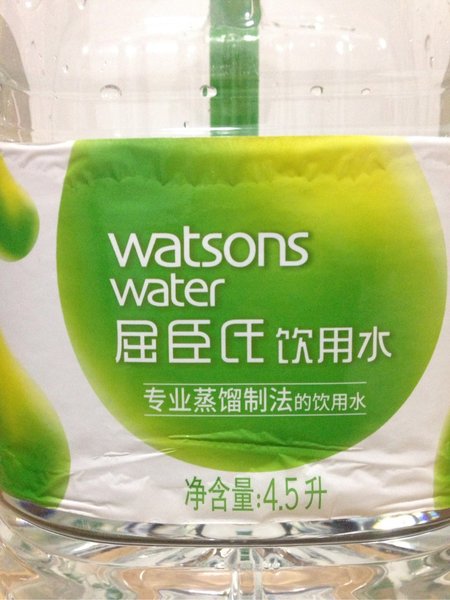 watsons
water
屈臣氏 饮用水
专业蒸馏制法的饮用水
净含量:4.5升